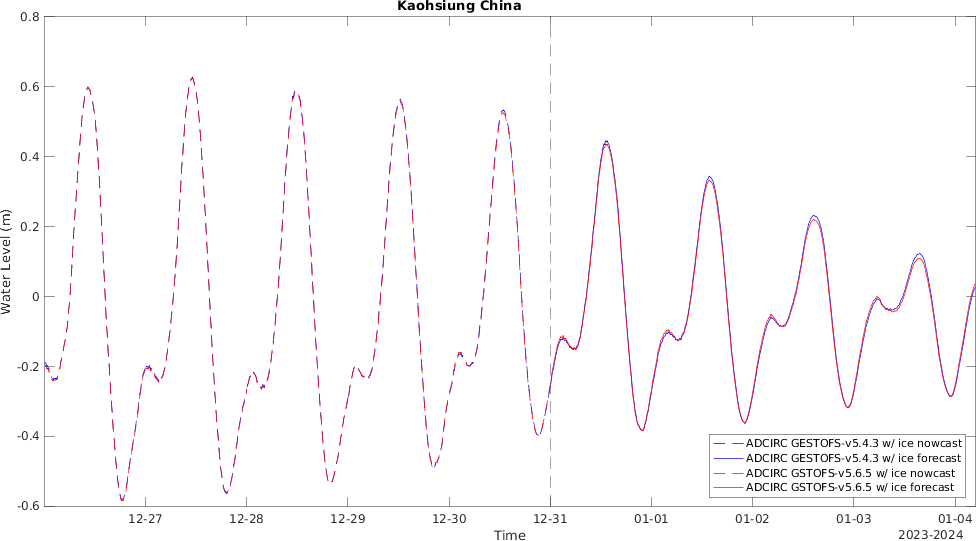 Kaohsiung China
0.8
0.6
0.4
0.2
0
-0.2
-0.4
-0.6
Water Level (m)
ADCIRC GESTOFS-v5.4.3 w/ ice nowcast
ADCIRC GESTOFS-v5.4.3 w/ ice forecast
ADCIRC GSTOFS-v5.6.5 w/ ice nowcast
ADCIRC GSTOFS-v5.6.5 w/ ice forecast
12-27 12-28 12-29 12-30 12-31 01-01 01-02 01-03 01-04
Time
2023-2024